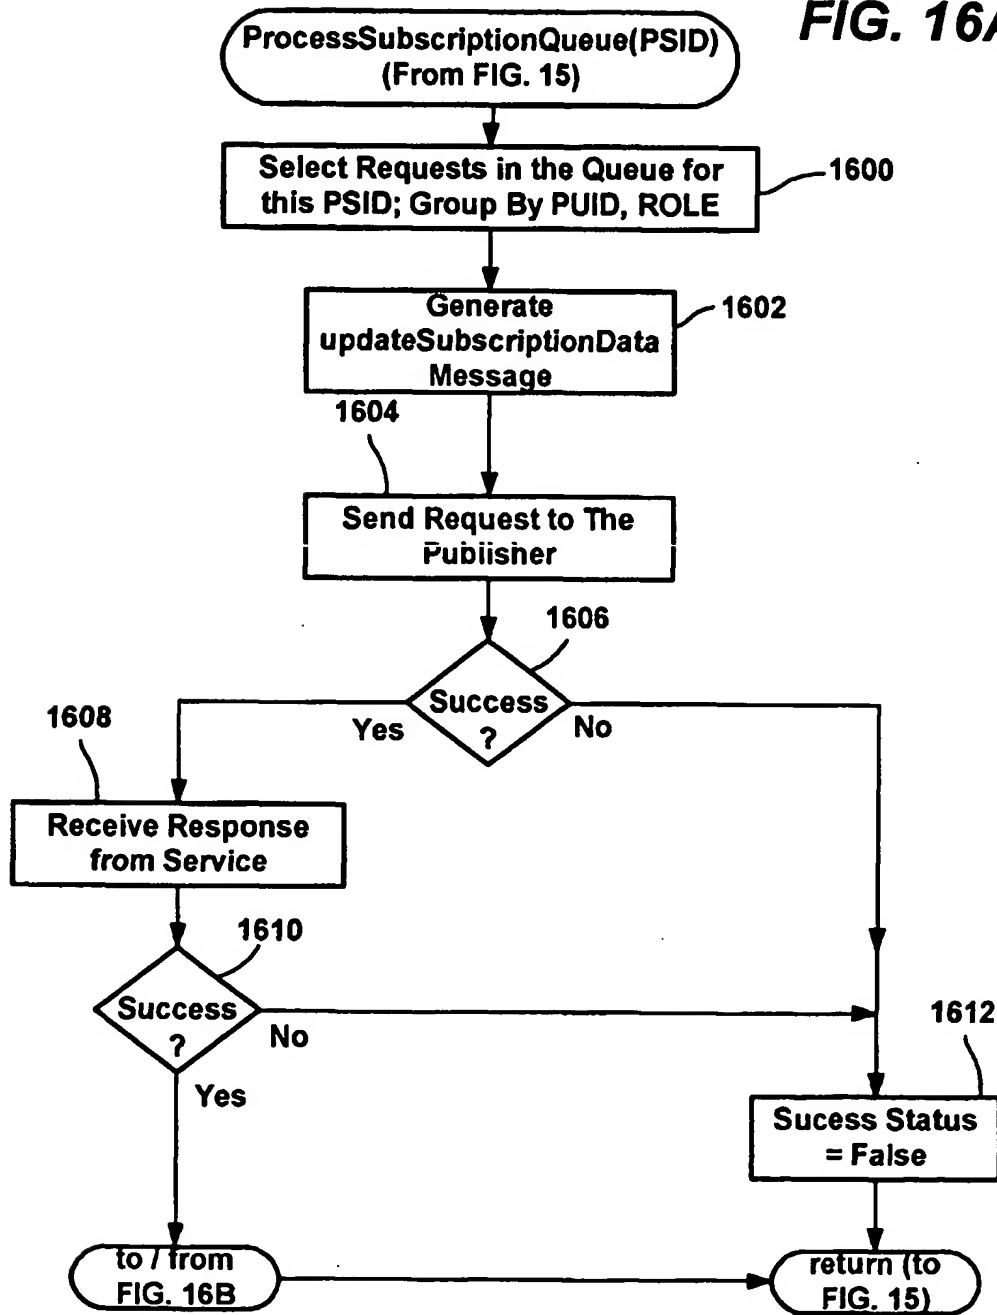 FIG. 16A
ProcessSubscriptionQueue(PSID)
(From FIG. 15)
Select Requests in the Queue for
this PSID; Group By PUID, ROLE
1600
Generate
updateSubscriptionData
Message
1602
1604
Send Request to The
Publisher
1606
Success
?
Yes
No
1608
Receive Response
from Service
1610
Success
?
No
Yes
1612
Sucess Status
= False
to / from
FIG. 16B
return (to
FIG. 15)